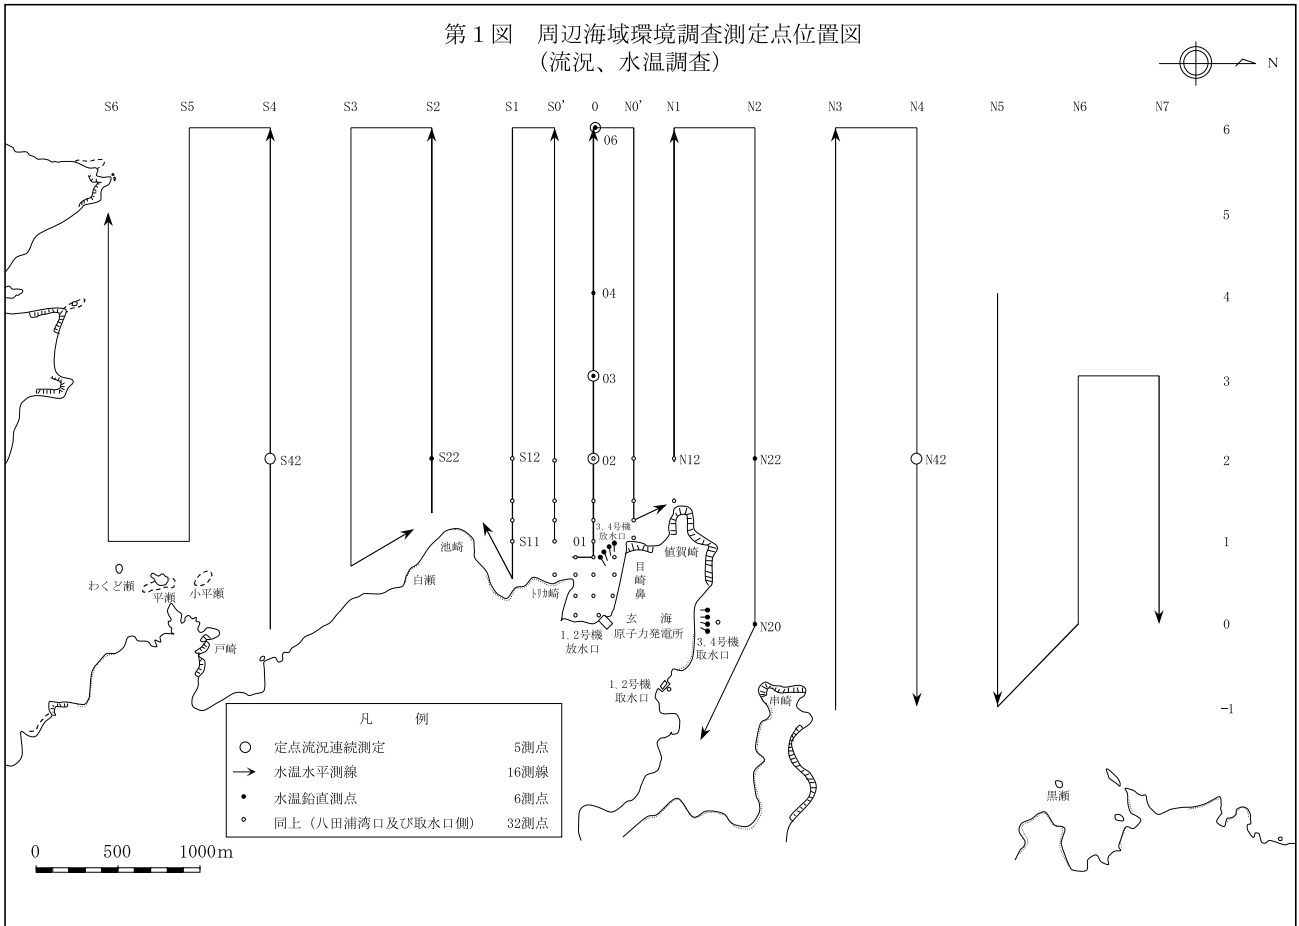 第1図　周辺海域環境調査測定点位置図
(流況、水温調査)
N
S6 S5 S4 S3 S2 S1 S0' 0 N0' N1 N2 N3 N4 N5 N6 N7
6
06
5
4
04
3
03
2
S42
S22
S12
02
N12
N22
N42
3.4号機
放水口
1
S11
01
池崎
値賀崎
白瀬
わくど瀬
平瀬
小平瀬
ﾄﾘｶ崎
目崎鼻
玄海
原子力発電所
1.2号機
放水口
3.4号機
取水口
N20
0
戸崎
1.2号機
取水口
串崎
-1
凡　例
定点流況連続測定　5測点
水温水平測線　16測線
水温鉛直測点　6測点
同上（八田浦湾口及び取水口側）　32測点
黒瀬
0 500 1000m